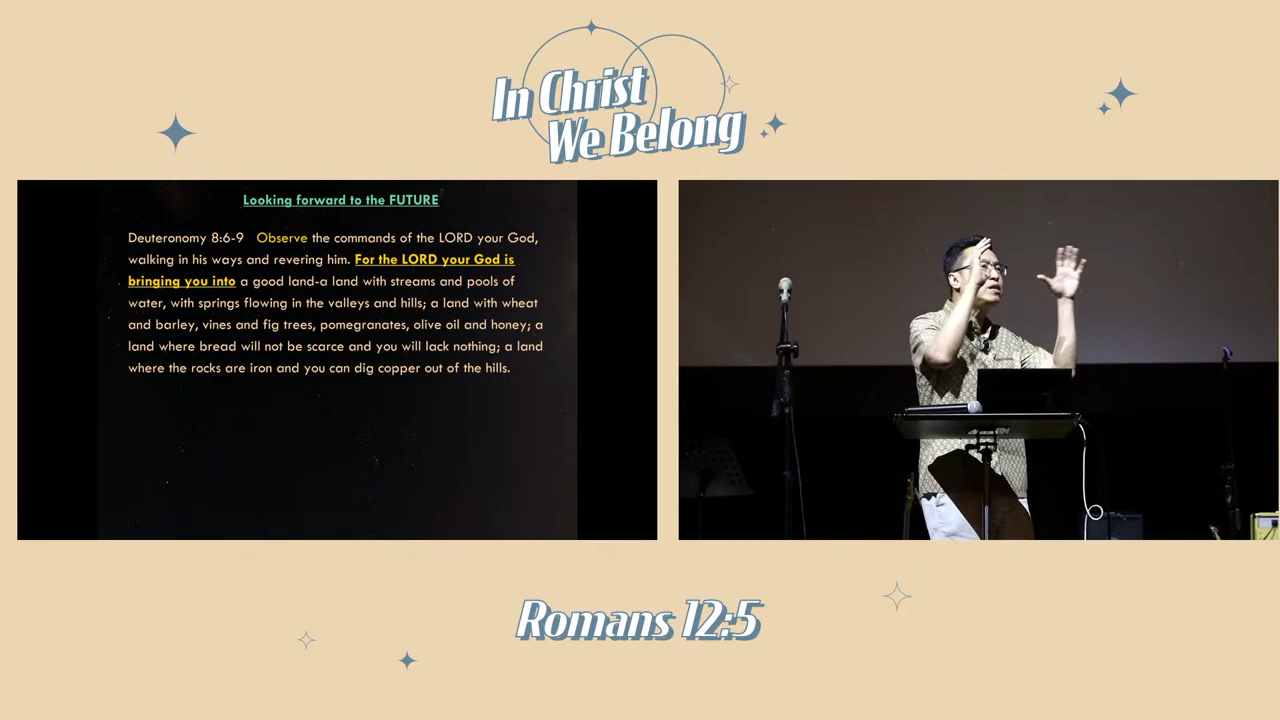 In Christ
We Belong
Looking forward to the FUTURE
Deuteronomy 8:6-9 Observe the commands of the LORD your God,
walking in his ways and revering him. For the LORD your God is
bringing you into a good land-a land with streams and pools of
water, with springs flowing in the valleys and hills; a land with wheat
and barley, vines and fig trees, pomegranates, olive oil and honey; a
land where bread will not be scarce and you will lack nothing; a land
where the rocks are iron and you can dig copper out of the hills.
Romans 12:5